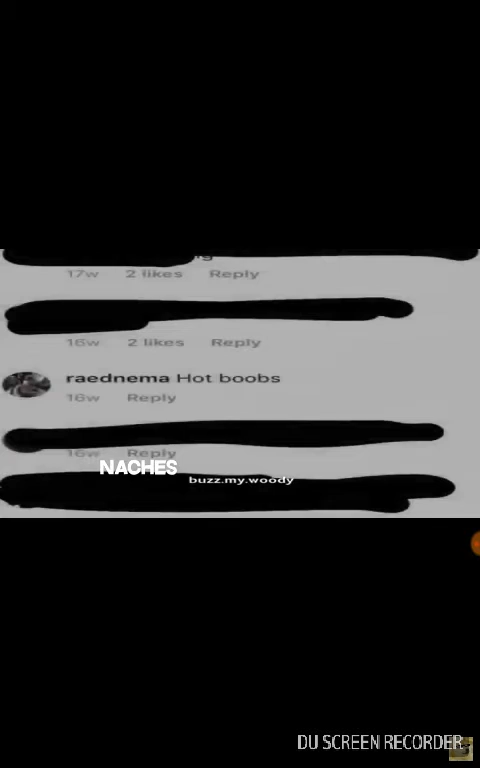 17w 2 likes Reply
16w 2 likes Reply
raednema Hot boobs
16w Reply
16w Reply
NACHES
buzz.my.woody
DU SCREEN RECORDER